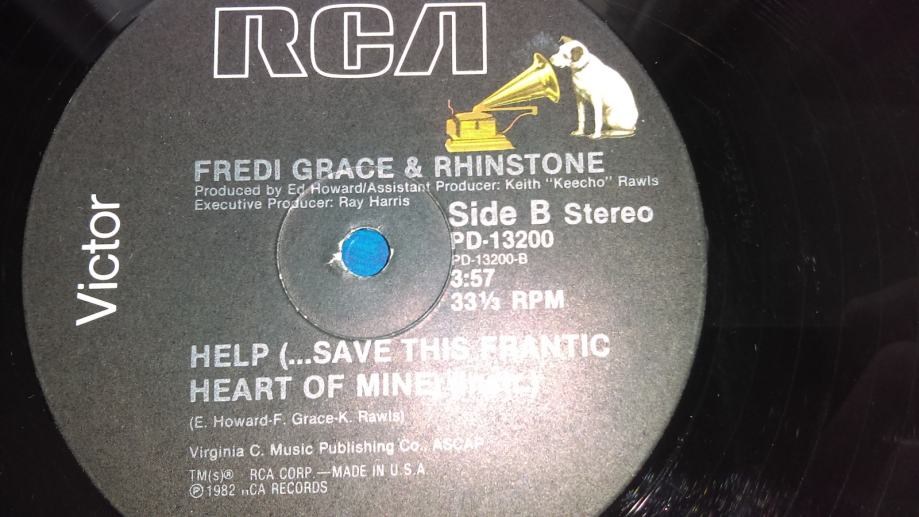 RCA
Victor
FREDI GRACE & RHINSTONE
Produced by Ed Howard/Assistant Producer: Keith "Keecho" Rawls
Executive Producer: Ray Harris
Side B Stereo
PD-13200
PD-13200-B
3:57
33⅓ RPM
HELP (...SAVE THIS FRANTIC
HEART OF MINE)
(E. Howard-F. Grace-K. Rawls)
Virginia C. Music Publishing Co., ASCAP
TM(s)® RCA CORP —MADE IN U.S.A
℗ 1982 RCA RECORDS